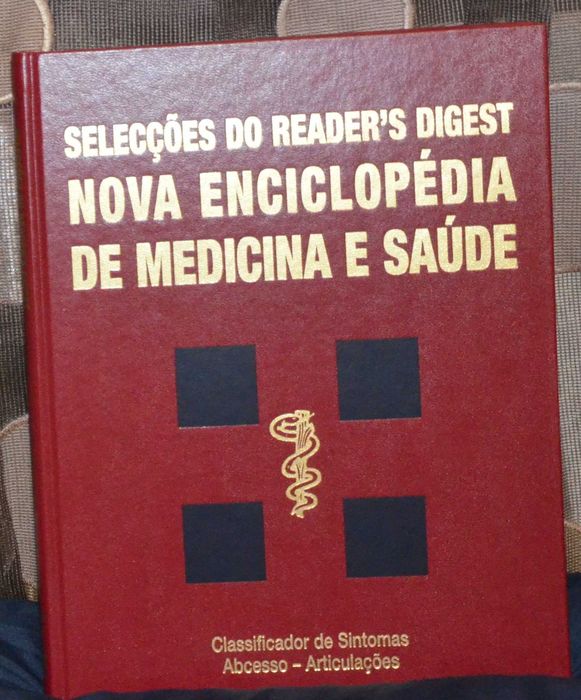 SELECÇÕES DO READER'S DIGEST
NOVA ENCICLOPÉDIA
DE MEDICINA E SAÚDE
Classificador de Sintomas
Abcesso – Articulações